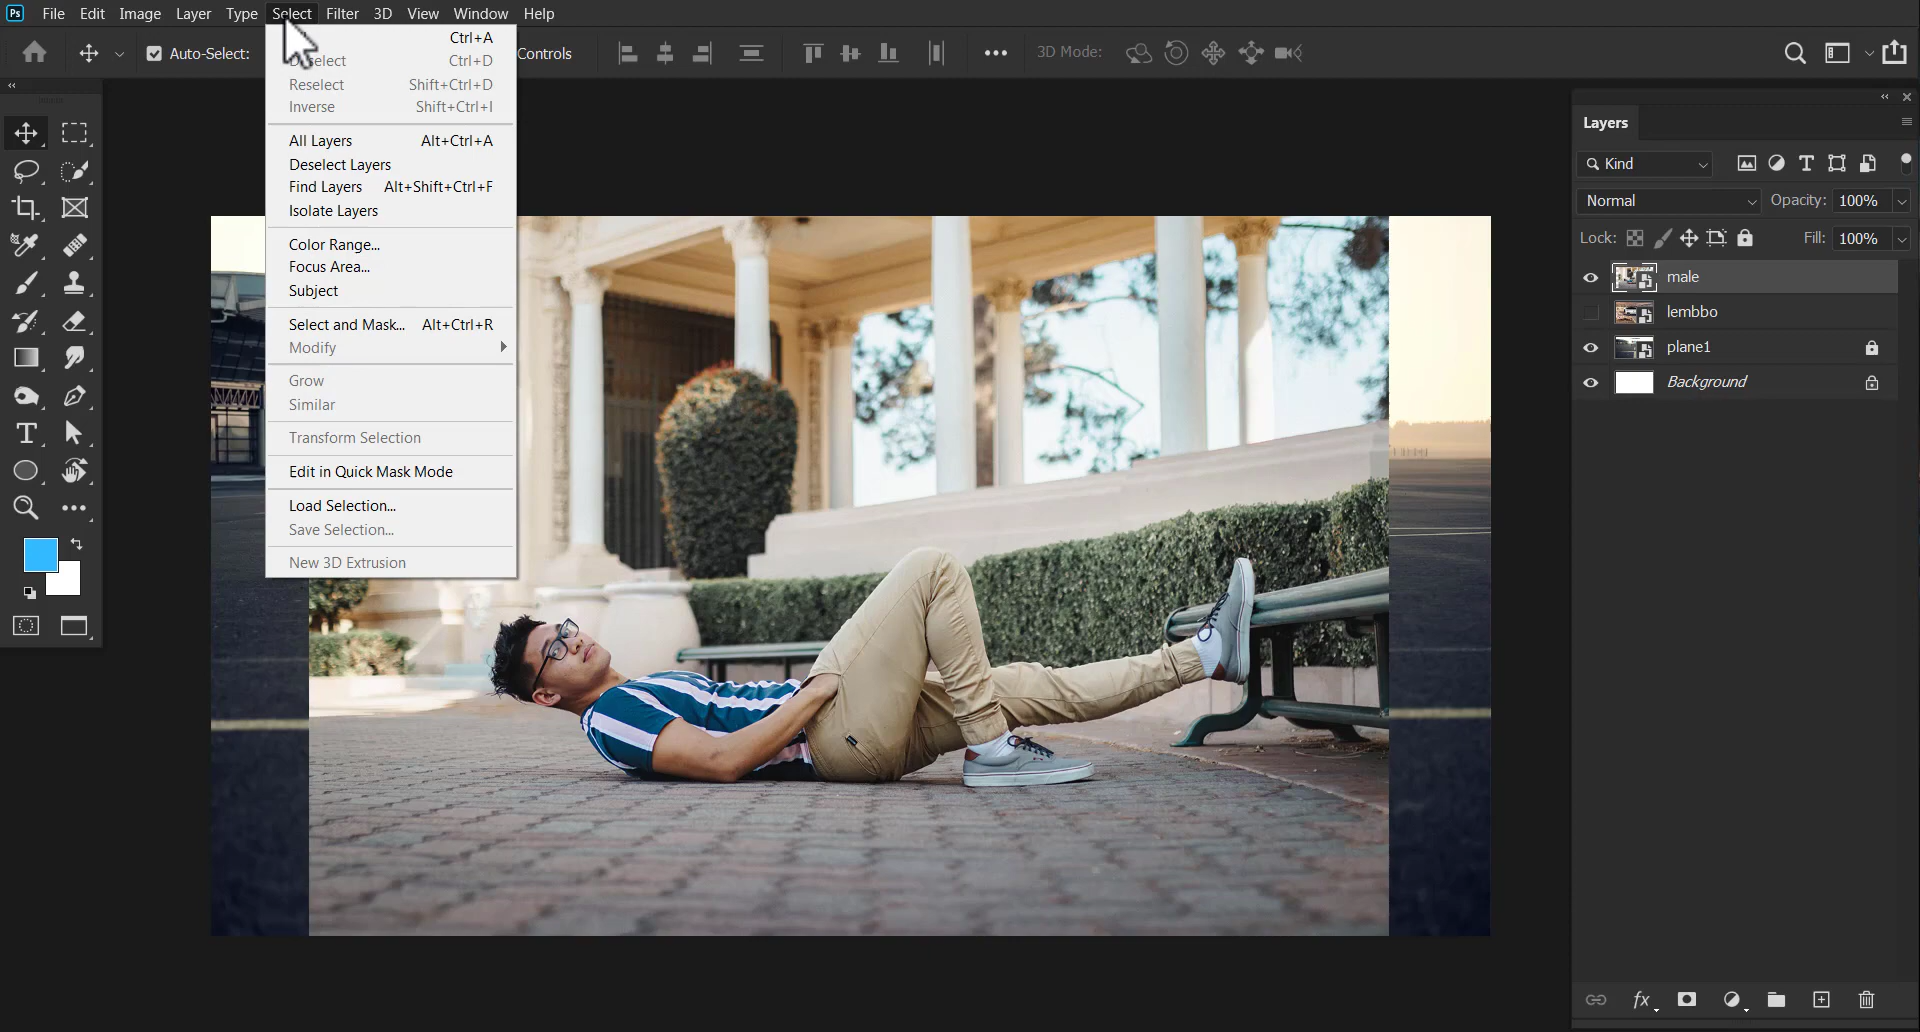 Ps File Edit Image Layer Type Select Filter 3D View Window Help
Auto-Select: Controls 3D Mode:
Ctrl+A
Ctrl+D
Reselect Shift+Ctrl+D
Inverse Shift+Ctrl+I
All Layers Alt+Ctrl+A
Deselect Layers
Find Layers Alt+Shift+Ctrl+F
Isolate Layers
Color Range...
Focus Area...
Subject
Select and Mask... Alt+Ctrl+R
Modify
Grow
Similar
Transform Selection
Edit in Quick Mask Mode
Load Selection...
Save Selection...
New 3D Extrusion
Layers
Kind
Normal Opacity: 100%
Lock: Fill: 100%
male
lembbo
plane1
Background
fx